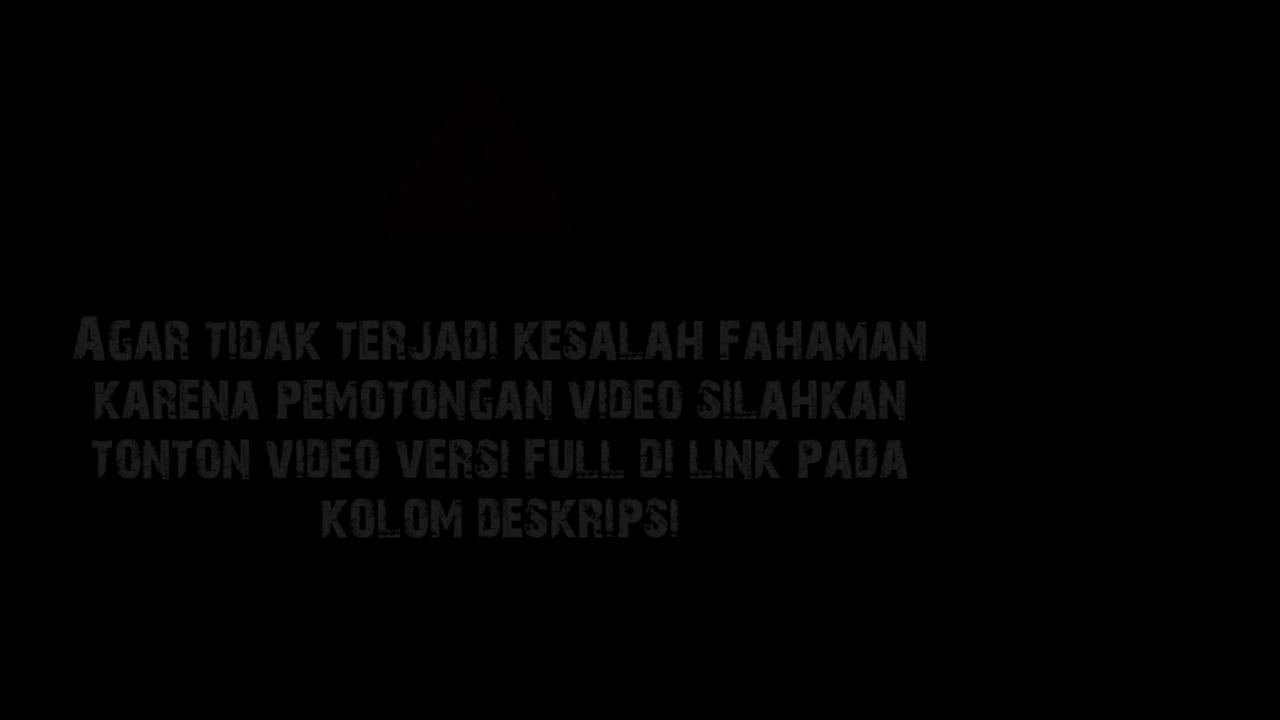 Agar tidak terjadi kesalah fahaman
karena pemotongan video silahkan
tonton video versi full di link pada
kolom deskripsi